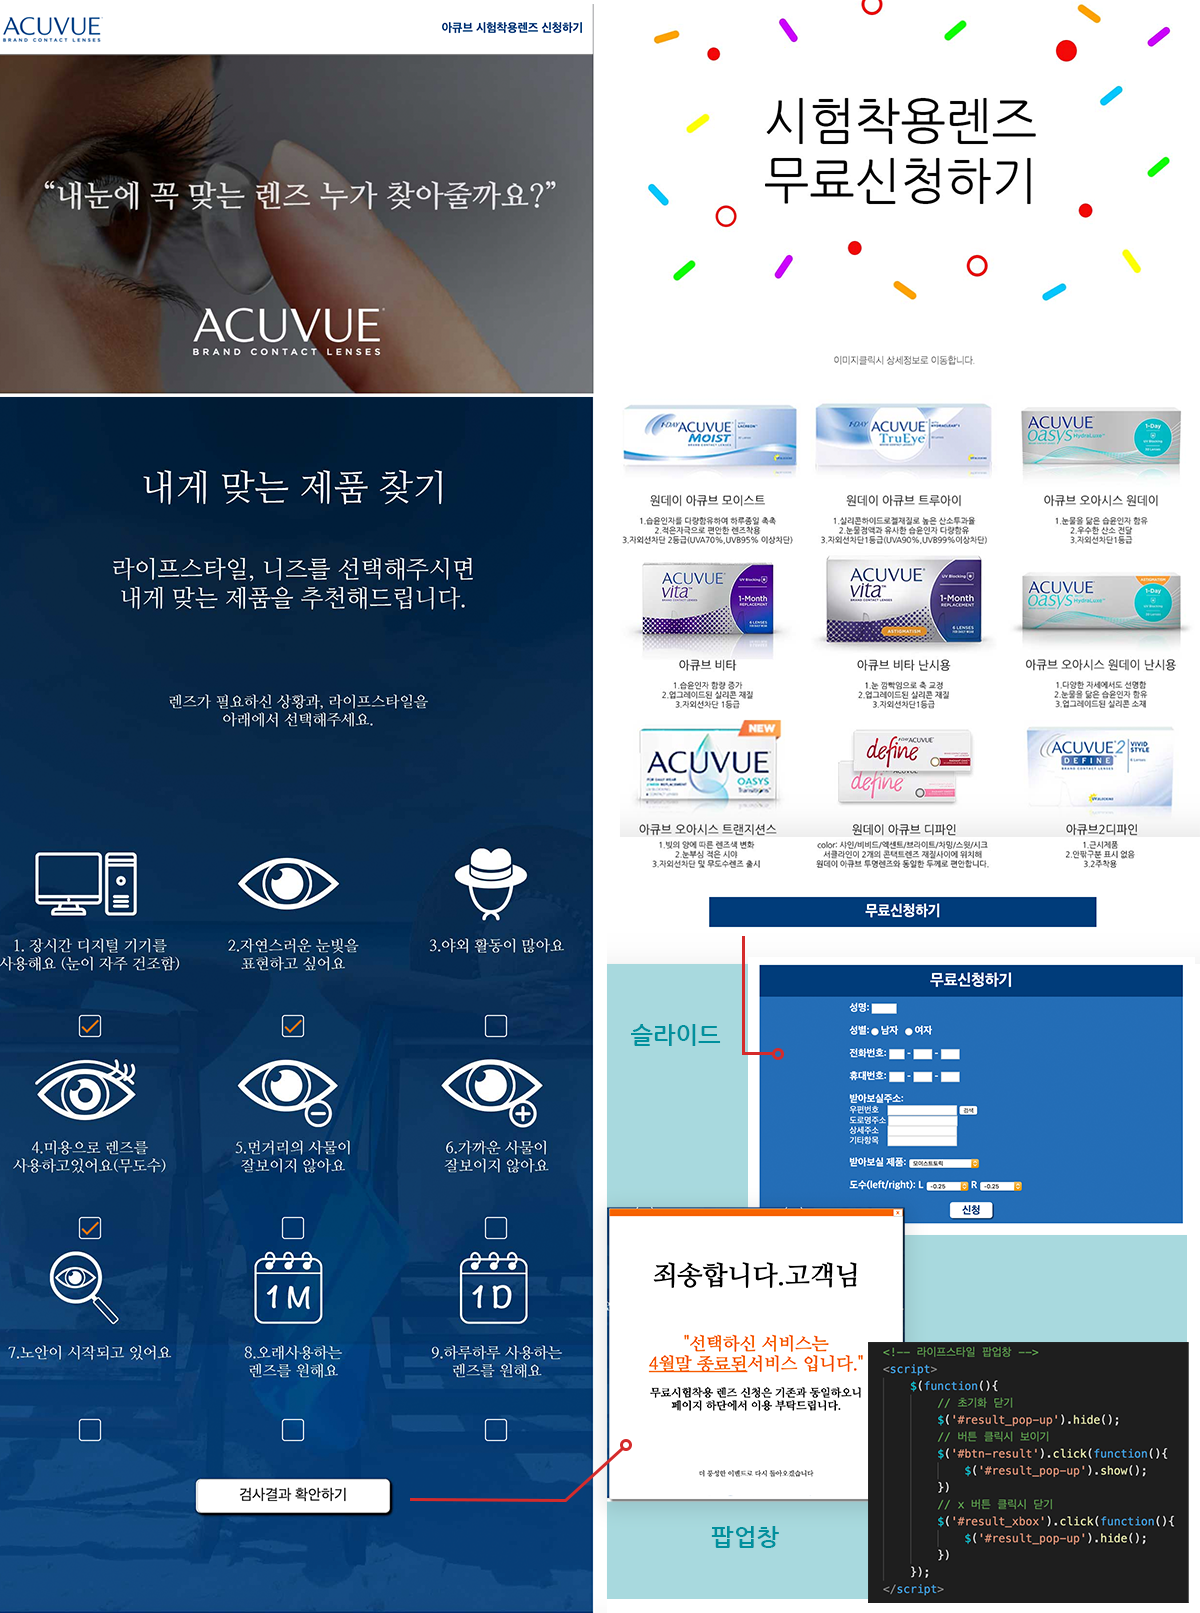 ACUVUE
BRAND CONTACT LENSES
아큐브 시험착용렌즈 신청하기
“내눈에 꼭 맞는 렌즈 누가 찾아줄까요?”
ACUVUE
BRAND CONTACT LENSES
내게 맞는 제품 찾기
라이프스타일, 니즈를 선택해주시면
내게 맞는 제품을 추천해드립니다.
렌즈가 필요하신 상황과, 라이프스타일을
아래에서 선택해주세요.
1. 장시간 디지털 기기를
사용해요 (눈이 자주 건조함)
2.자연스러운 눈빛을
표현하고 싶어요
3.야외 활동이 많아요
4.미용으로 렌즈를
사용하고있어요(무도수)
5.먼거리의 사물이
잘보이지 않아요
6.가까운 사물이
잘보이지 않아요
1M
1D
7.노안이 시작되고 있어요
8.오래사용하는
렌즈를 원해요
9.하루하루 사용하는
렌즈를 원해요
검사결과 확안하기
시험착용렌즈
무료신청하기
이미지클릭시 상세정보로 이동합니다.
1-DAY ACUVUE
MOIST
1-DAY ACUVUE
TruEye
ACUVUE
oasys HydraLuxe
1-Day
원데이 아큐브 모이스트
1.습윤인자를 다량함유하여 하루종일 촉촉
2.적은자극으로 편안한 렌즈착용
3.자외선차단 2등급(UVA70%,UVB95% 이상차단)
원데이 아큐브 트루아이
1.실리콘하이드로겔재질로 높은 산소투과율
2.눈물점액과 유사한 습윤인자 다량함유
3.자외선차단1등급(UVA90%,UVB99%이상차단)
아큐브 오아시스 원데이
1.눈물을 닮은 습윤인자 함유
2.우수한 산소 전달
3.자외선차단1등급
ACUVUE
vita
UV Blocking
1-Month
REPLACEMENT
6 LENSES
ACUVUE
vita
BRAND CONTACT LENSES
UV Blocking
1-Month
REPLACEMENT
ASTIGMATISM
6 LENSES
ACUVUE
oasys HydraLuxe
ASTIGMATISM
1-Day
아큐브 비타
1.습윤인자 함량 증가
2.업그레이드된 실리콘 재질
3.자외선차단 1등급
아큐브 비타 난시용
1.눈 깜빡임으로 축 교정
2.업그레이드된 실리콘 재질
3.자외선차단1등급
아큐브 오아시스 원데이 난시용
1.다양한 자세에서도 선명함
2.눈물을 닮은 습윤인자 함유
3.업그레이드된 실리콘 소재
NEW
ACUVUE
OASYS
Transitions
1-DAY ACUVUE
define
define
ACUVUE 2
DEFINE
BRAND CONTACT LENSES
VIVID
STYLE
6 Lenses
아큐브 오아시스 트랜지션스
1.빛의 양에 따른 렌즈색 변화
2.눈부심 적은 시야
3.자외선차단 및 무도수렌즈 출시
원데이 아큐브 디파인
color: 샤인/비비드/액센트/브라이트/차밍/스윗/시크
서클라인이 2개의 콘택트렌즈 재질사이에 위치해
원데이 아큐브 투명렌즈와 동일한 두께로 편안합니다.
아큐브2디파인
1.근시제품
2.안팎구분 표시 없음
3.2주착용
무료신청하기
슬라이드
무료신청하기
성명:
성별: 남자 여자
전화번호: - -
휴대번호: - -
받아보실주소:
우편번호 검색
도로명주소
상세주소
기타항목
받아보실 제품: 모이스트토릭
도수(left/right): L -0.25 R -0.25
신청
x
죄송합니다.고객님
"선택하신 서비스는
4월말 종료된서비스 입니다."
무료시험착용 렌즈 신청은 기존과 동일하오니
페이지 하단에서 이용 부탁드립니다.
더 풍성한 이벤트로 다시 돌아오겠습니다
팝업창
<!-- 라이프스타일 팝업창 -->
<script>
$(function(){
// 초기화 닫기
$('#result_pop-up').hide();
// 버튼 클릭시 보이기
$('#btn-result').click(function(){
$('#result_pop-up').show();
})
// x 버튼 클릭시 닫기
$('#result_xbox').click(function(){
$('#result_pop-up').hide();
})
});
</script>